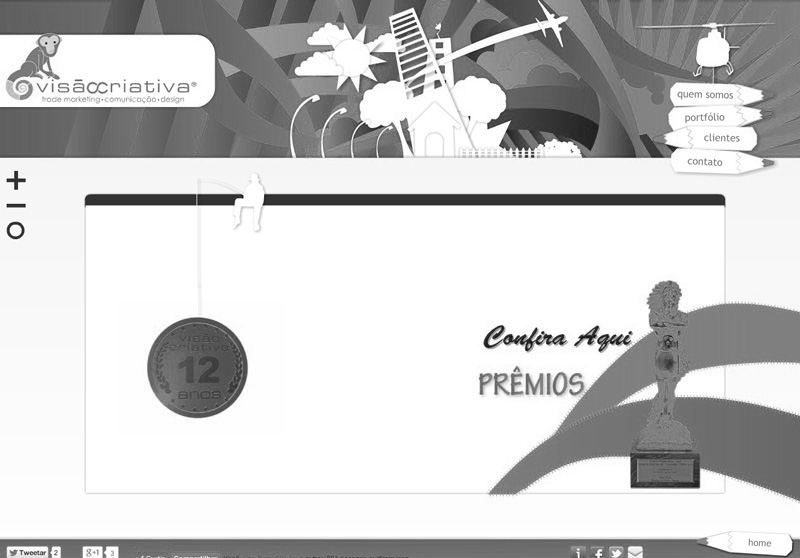 visãocriativa®
trade marketing•comunicação•design
quem somos
portfólio
clientes
contato
visão
criativa
12
anos
Confira Aqui
PRÊMIOS
home
Tweetar 2
g+1 3